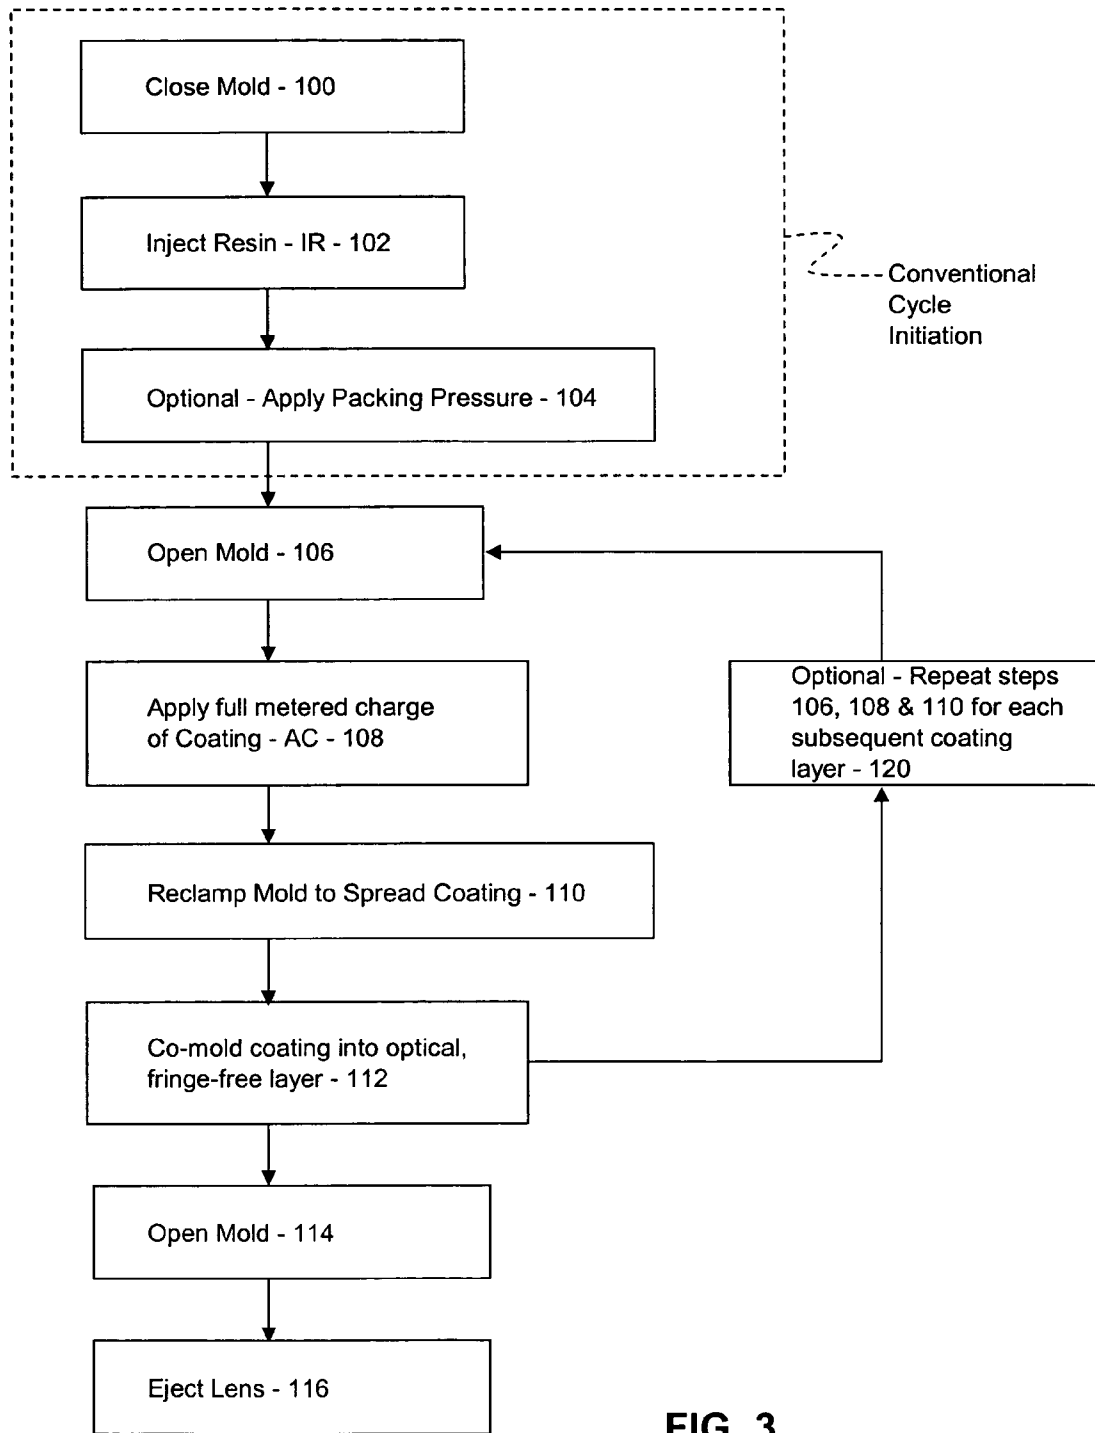 Close Mold - 100
Inject Resin - IR - 102
Conventional
Cycle
Initiation
Optional - Apply Packing Pressure - 104
Open Mold - 106
Apply full metered charge
of Coating - AC - 108
Optional - Repeat steps
106, 108 & 110 for each
subsequent coating
layer - 120
Reclamp Mold to Spread Coating - 110
Co-mold coating into optical,
fringe-free layer - 112
Open Mold - 114
Eject Lens - 116
FIG. 3